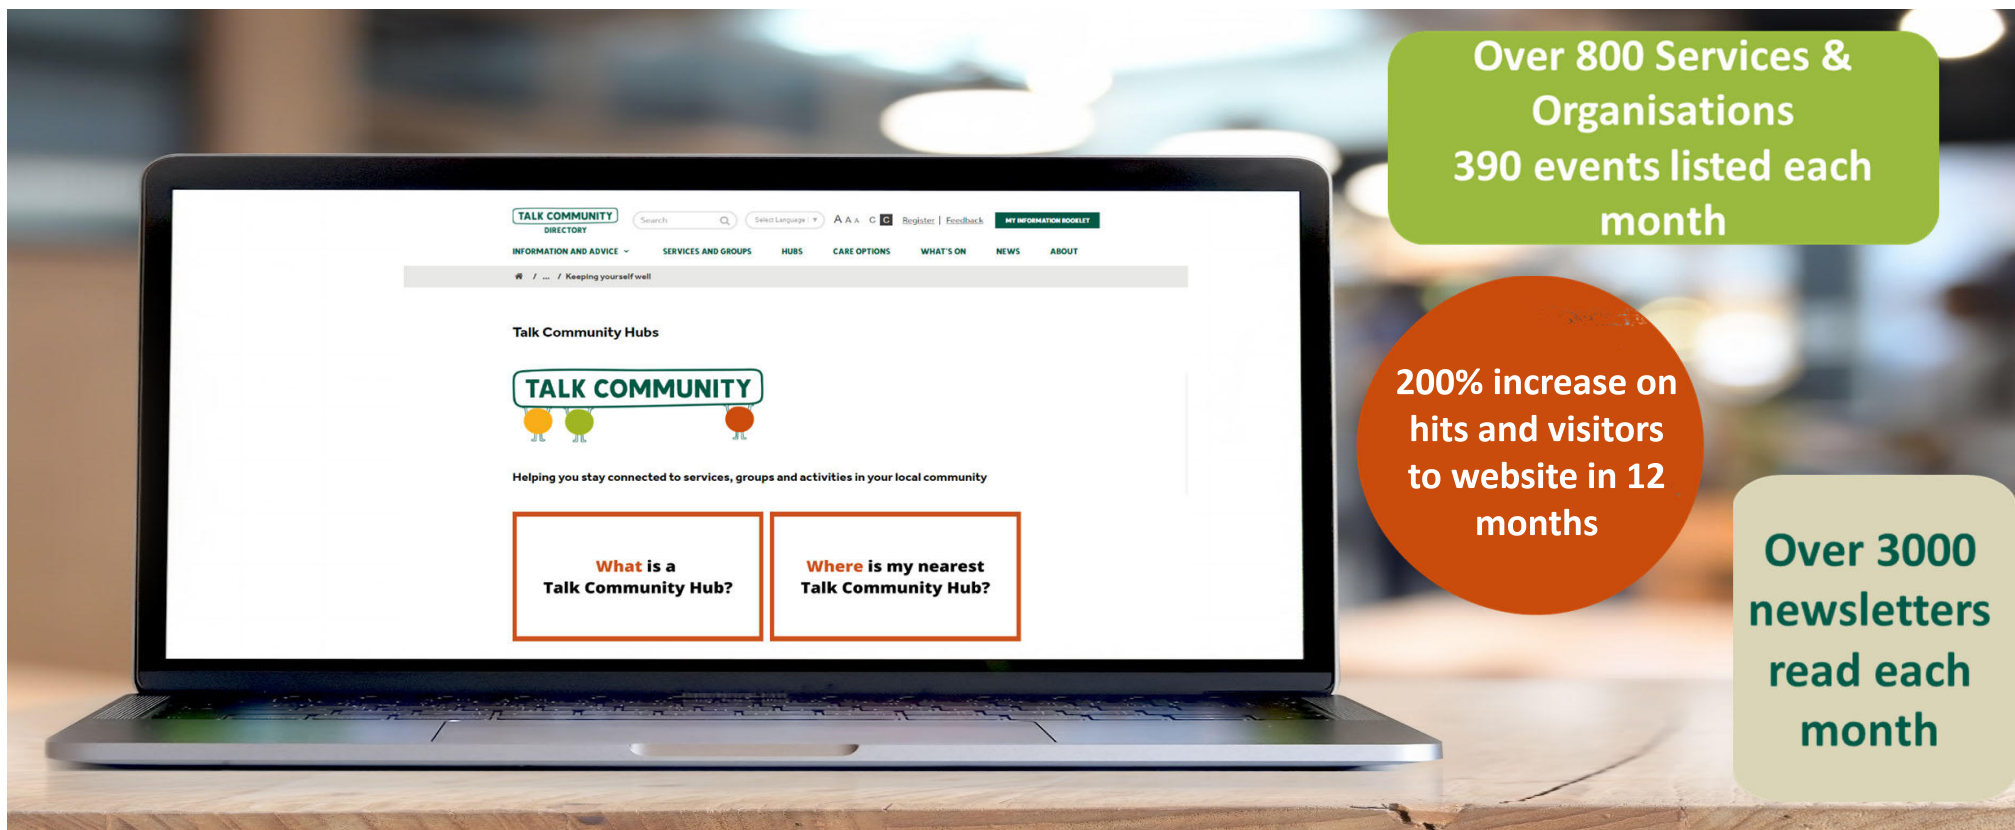 TALK COMMUNITY
DIRECTORY
Search
Select Language
A A A C C
Register | Feedback
MY INFORMATION BOOKLET
INFORMATION AND ADVICE
SERVICES AND GROUPS
HUBS
CARE OPTIONS
WHAT'S ON
NEWS
ABOUT
/ ... / Keeping yourself well
Talk Community Hubs
TALK COMMUNITY
Helping you stay connected to services, groups and activities in your local community
What is a
Talk Community Hub?
Where is my nearest
Talk Community Hub?
Over 800 Services &
Organisations
390 events listed each
month
200% increase on
hits and visitors
to website in 12
months
Over 3000
newsletters
read each
month